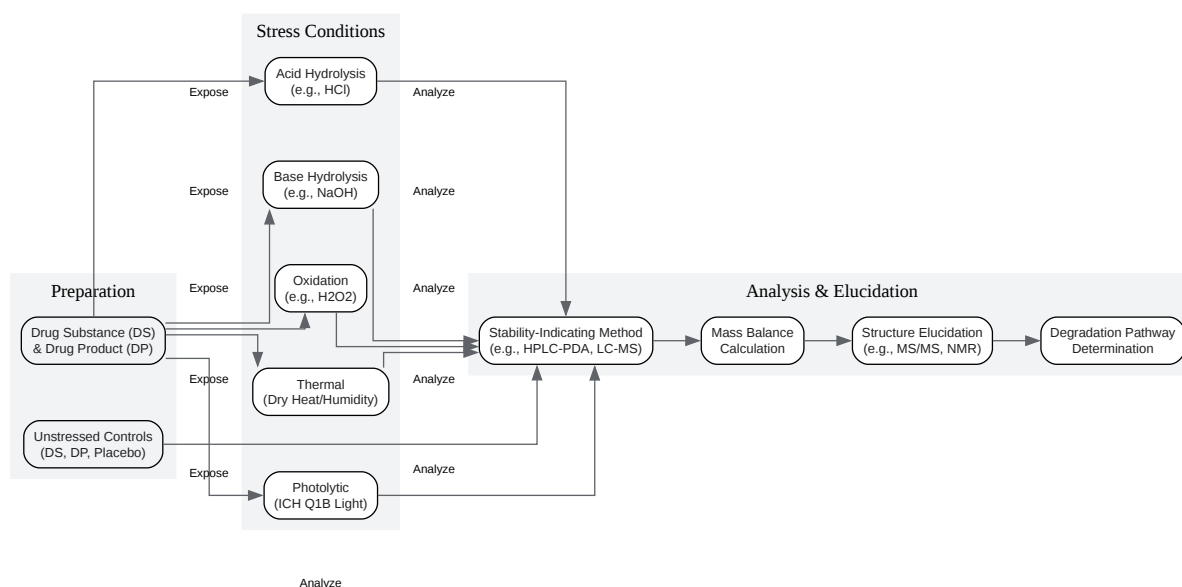 Stress Conditions
Acid Hydrolysis
(e.g., HCl)
Expose
Analyze
Base Hydrolysis
(e.g., NaOH)
Expose
Analyze
Oxidation
(e.g., H2O2)
Expose
Analyze
Preparation
Analysis & Elucidation
Drug Substance (DS)
& Drug Product (DP)
Stability-Indicating Method
(e.g., HPLC-PDA, LC-MS)
Mass Balance
Calculation
Structure Elucidation
(e.g., MS/MS, NMR)
Degradation Pathway
Determination
Expose
Thermal
(Dry Heat/Humidity)
Analyze
Unstressed Controls
(DS, DP, Placebo)
Expose
Analyze
Photolytic
(ICH Q1B Light)
Analyze